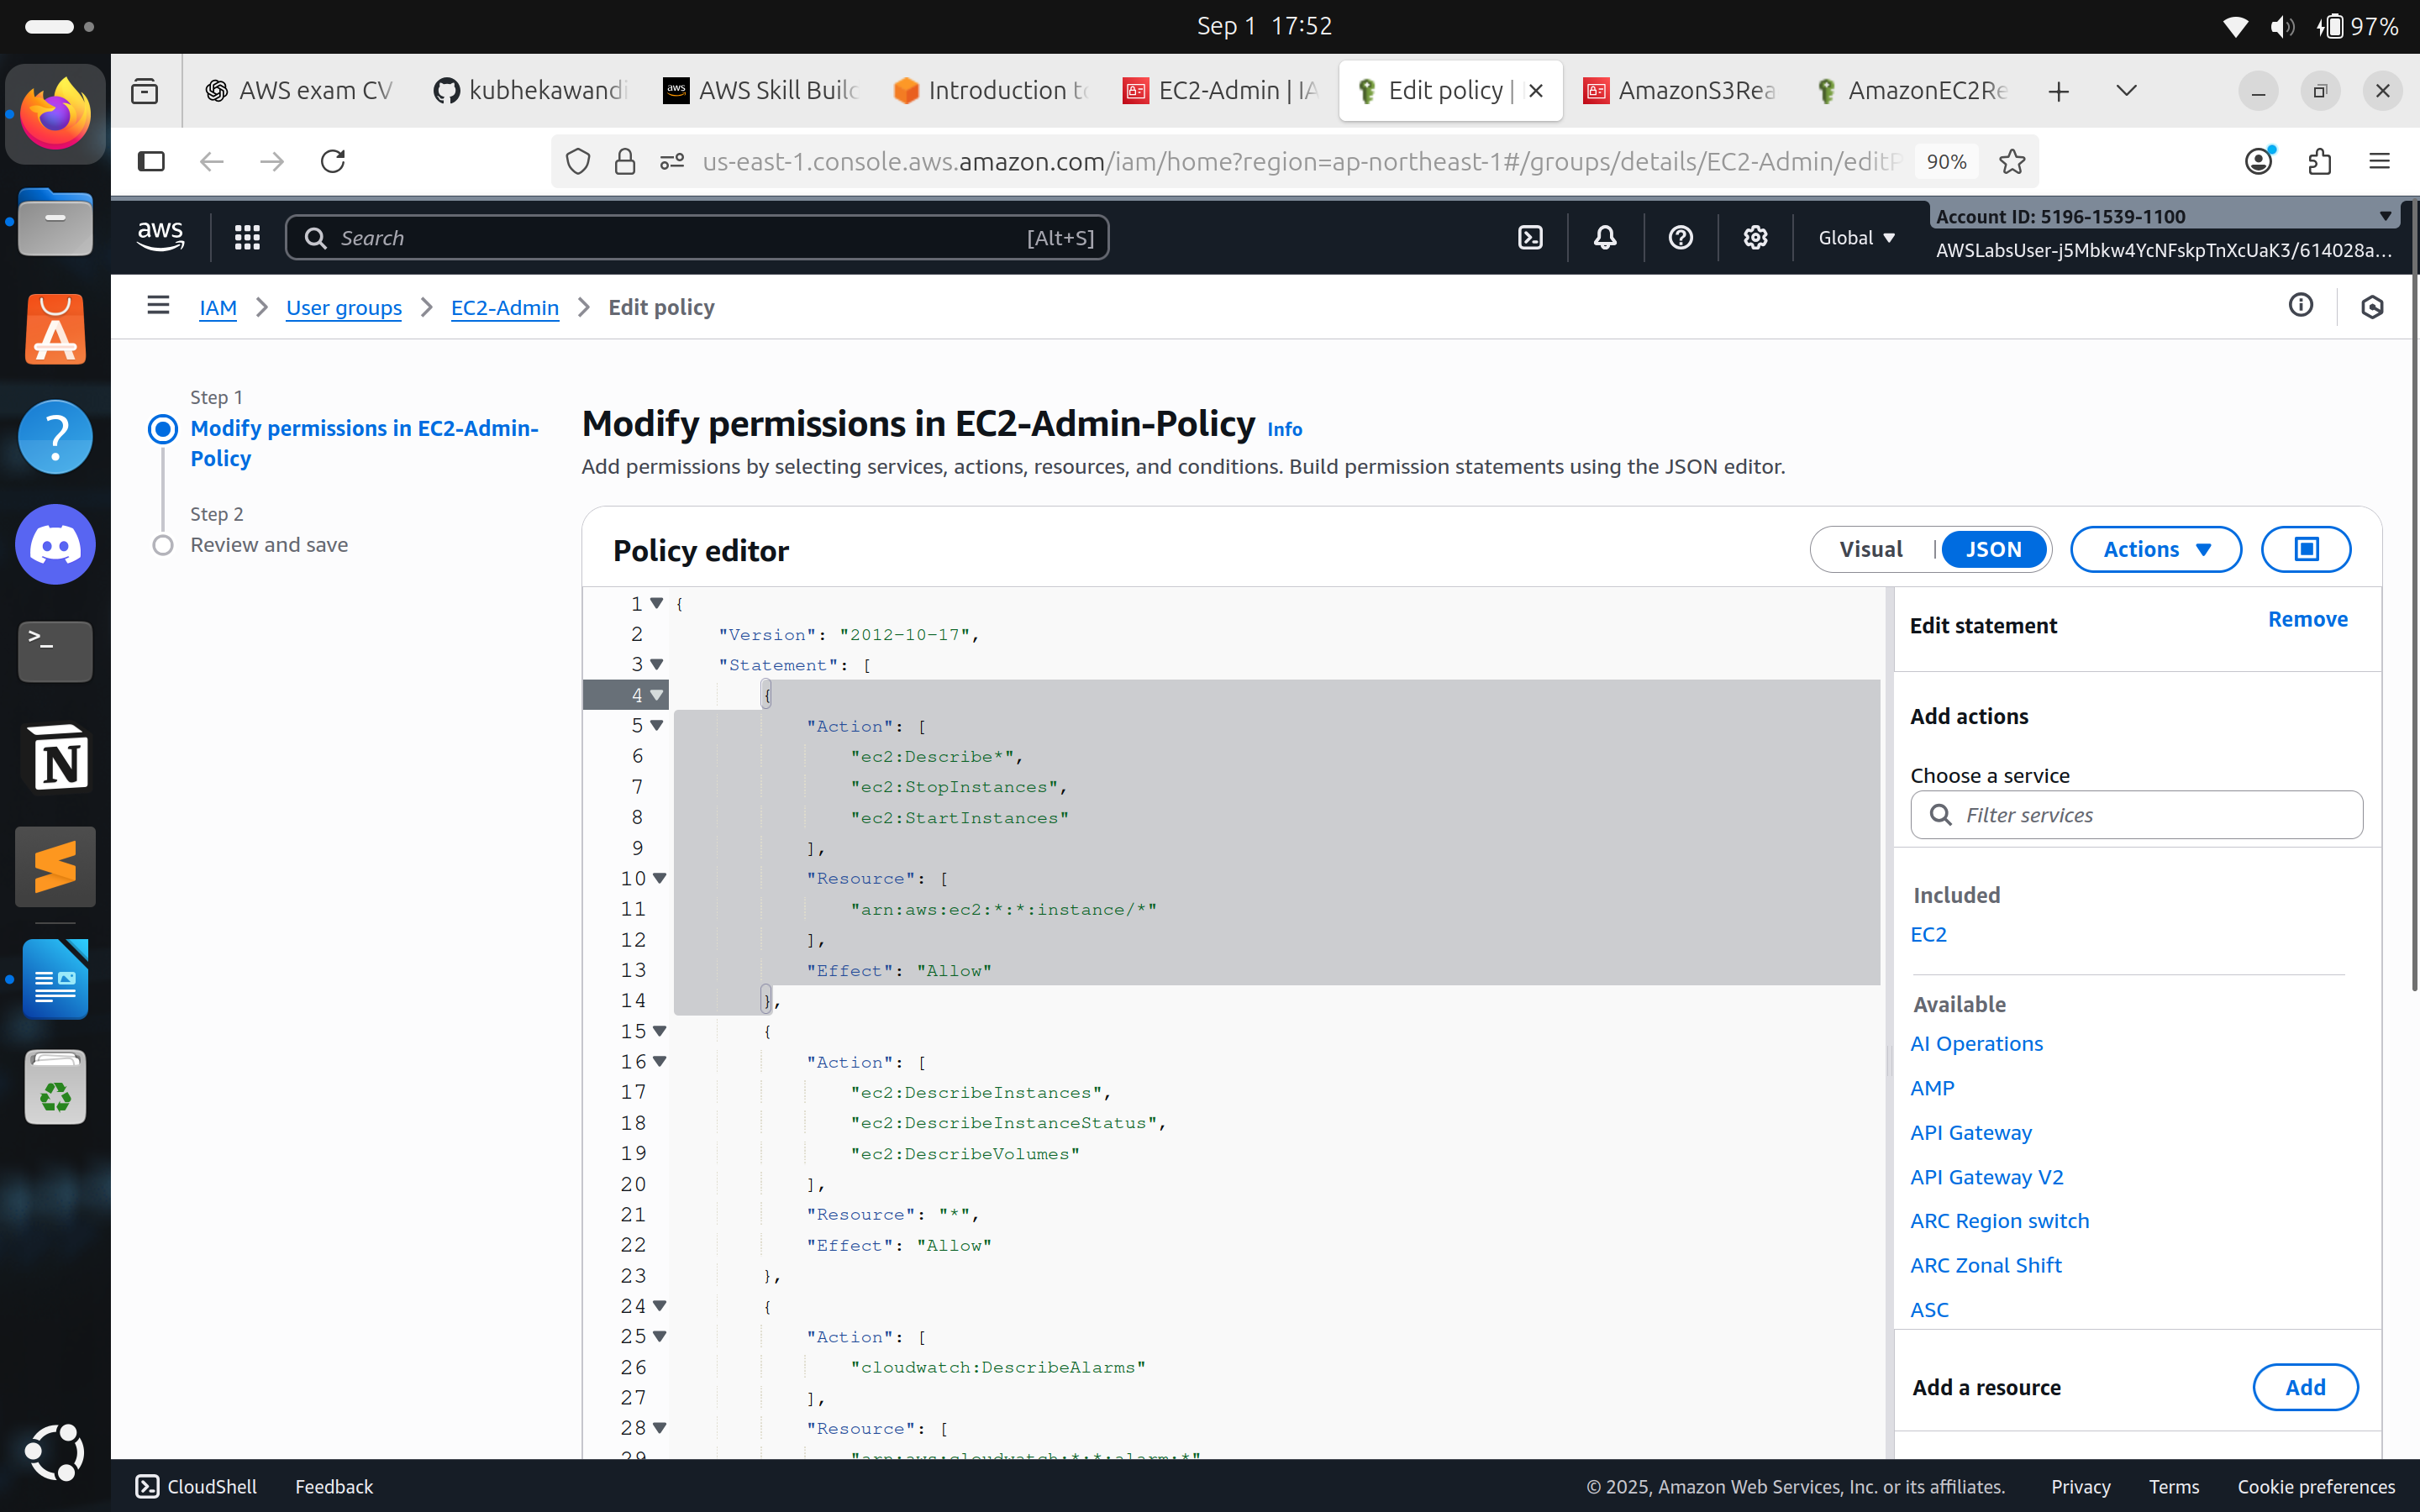 Sep 1 17:52
97%
AWS exam CV
kubhekawandi
aws AWS Skill Builc
Introduction to
EC2-Admin | IA
Edit policy |
AmazonS3Rea
AmazonEC2Re
us-east-1.console.aws.amazon.com/iam/home?region=ap-northeast-1#/groups/details/EC2-Admin/editP
90%
aws
Search
[Alt+S]
Global
Account ID: 5196-1539-1100
AWSLabsUser-j5Mbkw4YcNFskpTnXcUaK3/614028a...
IAM > User groups > EC2-Admin > Edit policy
Step 1
Modify permissions in EC2-Admin-
Policy
Step 2
Review and save
Modify permissions in EC2-Admin-Policy Info
Add permissions by selecting services, actions, resources, and conditions. Build permission statements using the JSON editor.
Policy editor
Visual | JSON
Actions
1 {
2 "Version": "2012-10-17",
3 "Statement": [
4 {
5 "Action": [
6 "ec2:Describe*",
7 "ec2:StopInstances",
8 "ec2:StartInstances"
9 ],
10 "Resource": [
11 "arn:aws:ec2:*:*:instance/*"
12 ],
13 "Effect": "Allow"
14 },
15 {
16 "Action": [
17 "ec2:DescribeInstances",
18 "ec2:DescribeInstanceStatus",
19 "ec2:DescribeVolumes"
20 ],
21 "Resource": "*",
22 "Effect": "Allow"
23 },
24 {
25 "Action": [
26 "cloudwatch:DescribeAlarms"
27 ],
28 "Resource": [
29 "arn:aws:cloudwatch:*:*:alarm:*"
Edit statement
Remove
Add actions
Choose a service
Filter services
Included
EC2
Available
AI Operations
AMP
API Gateway
API Gateway V2
ARC Region switch
ARC Zonal Shift
ASC
Add a resource
Add
CloudShell
Feedback
© 2025, Amazon Web Services, Inc. or its affiliates.
Privacy
Terms
Cookie preferences